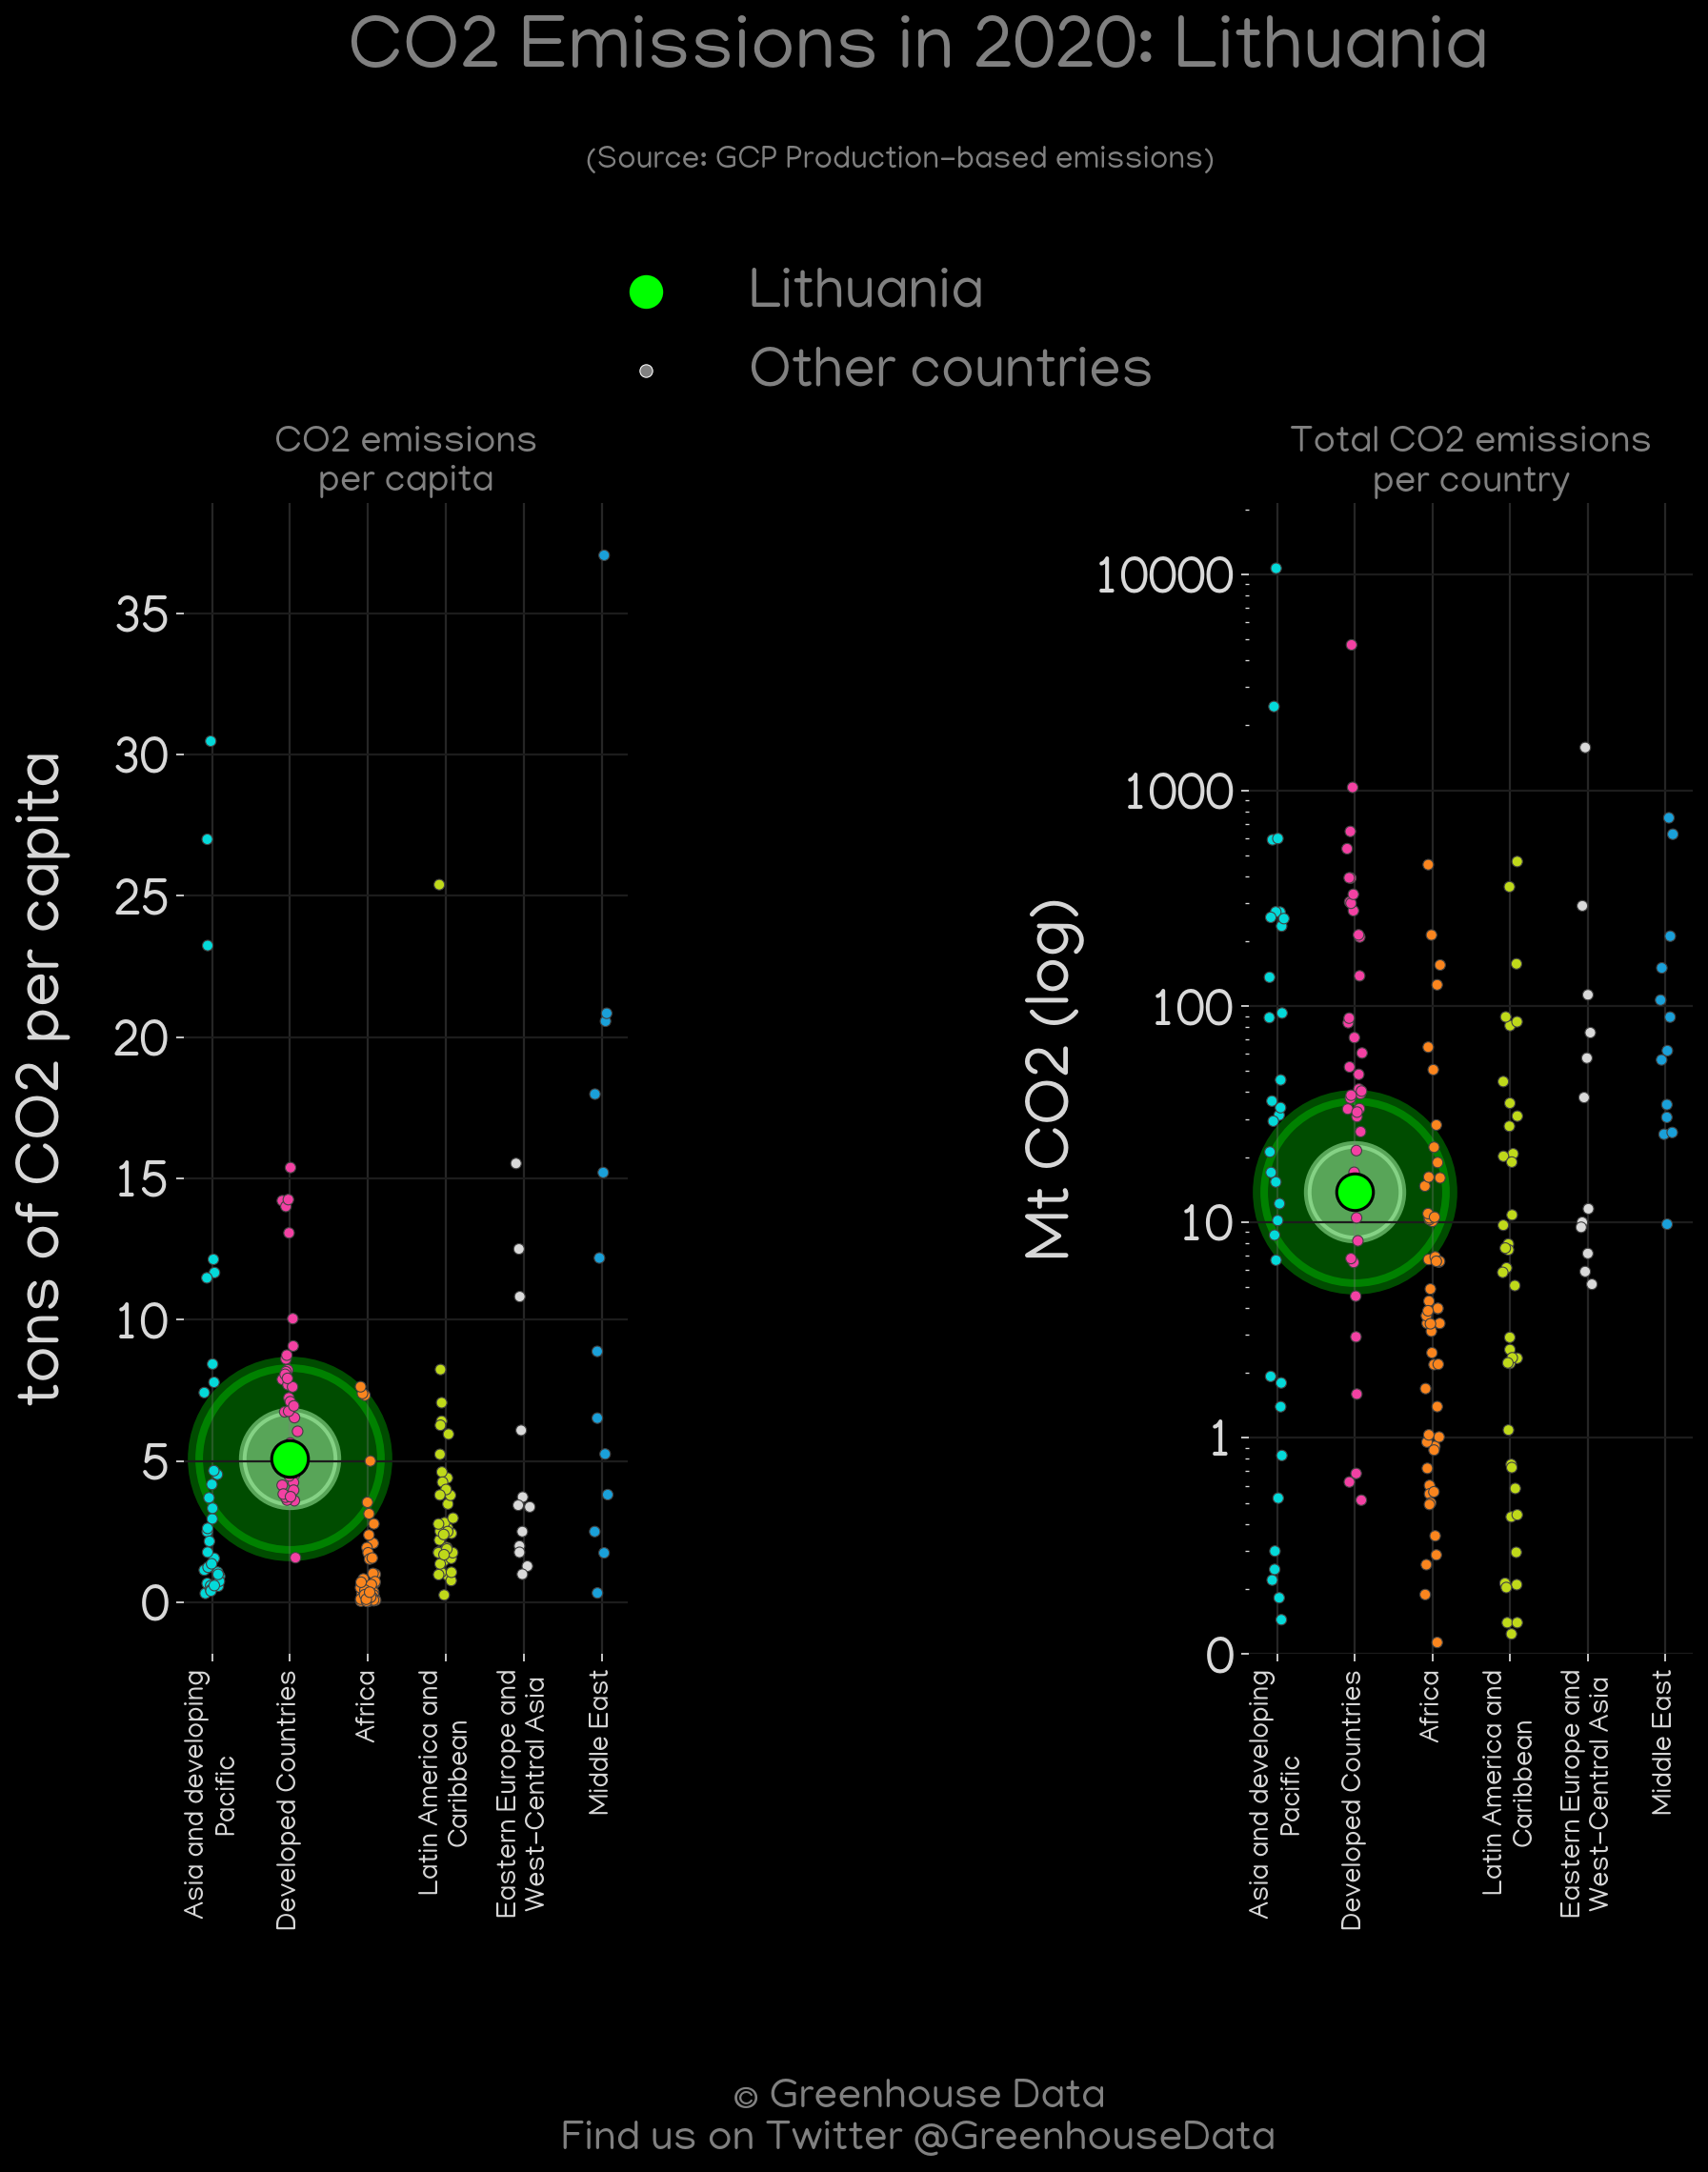 CO2 Emissions in 2020: Lithuania
(Source: GCP Production-based emissions)
Lithuania
Other countries
CO2 emissions
per capita
tons of CO2 per capita
35
30
25
20
15
10
5
0
Asia and developing
Pacific
Developed Countries
Africa
Latin America and
Caribbean
Eastern Europe and
West-Central Asia
Middle East
Total CO2 emissions
per country
Mt CO2 (log)
10000
1000
100
10
1
0
Asia and developing
Pacific
Developed Countries
Africa
Latin America and
Caribbean
Eastern Europe and
West-Central Asia
Middle East
© Greenhouse Data
Find us on Twitter @GreenhouseData